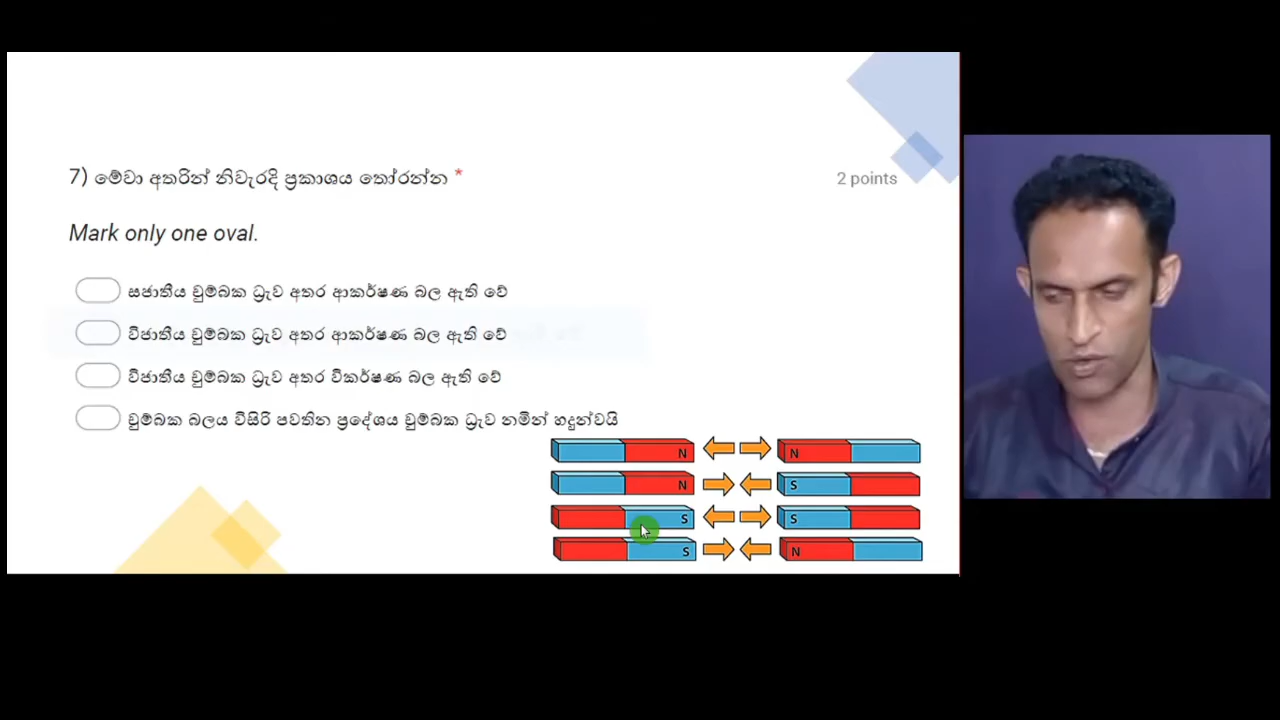 7) මේවා අතරින් නිවැරදි ප්‍රකාශය තෝරන්න *
2 points
Mark only one oval.
සජාතීය චුම්බක ධ්‍රැව අතර ආකර්ෂණ බල ඇති වේ
විජාතීය චුම්බක ධ්‍රැව අතර ආකර්ෂණ බල ඇති වේ
විජාතීය චුම්බක ධ්‍රැව අතර විකර්ෂණ බල ඇති වේ
චුම්බක බලය විසිරී පවතින ප්‍රදේශය චුම්බක ධ්‍රැව නමින් හදුන්වයි
N N
N S
S S
S N